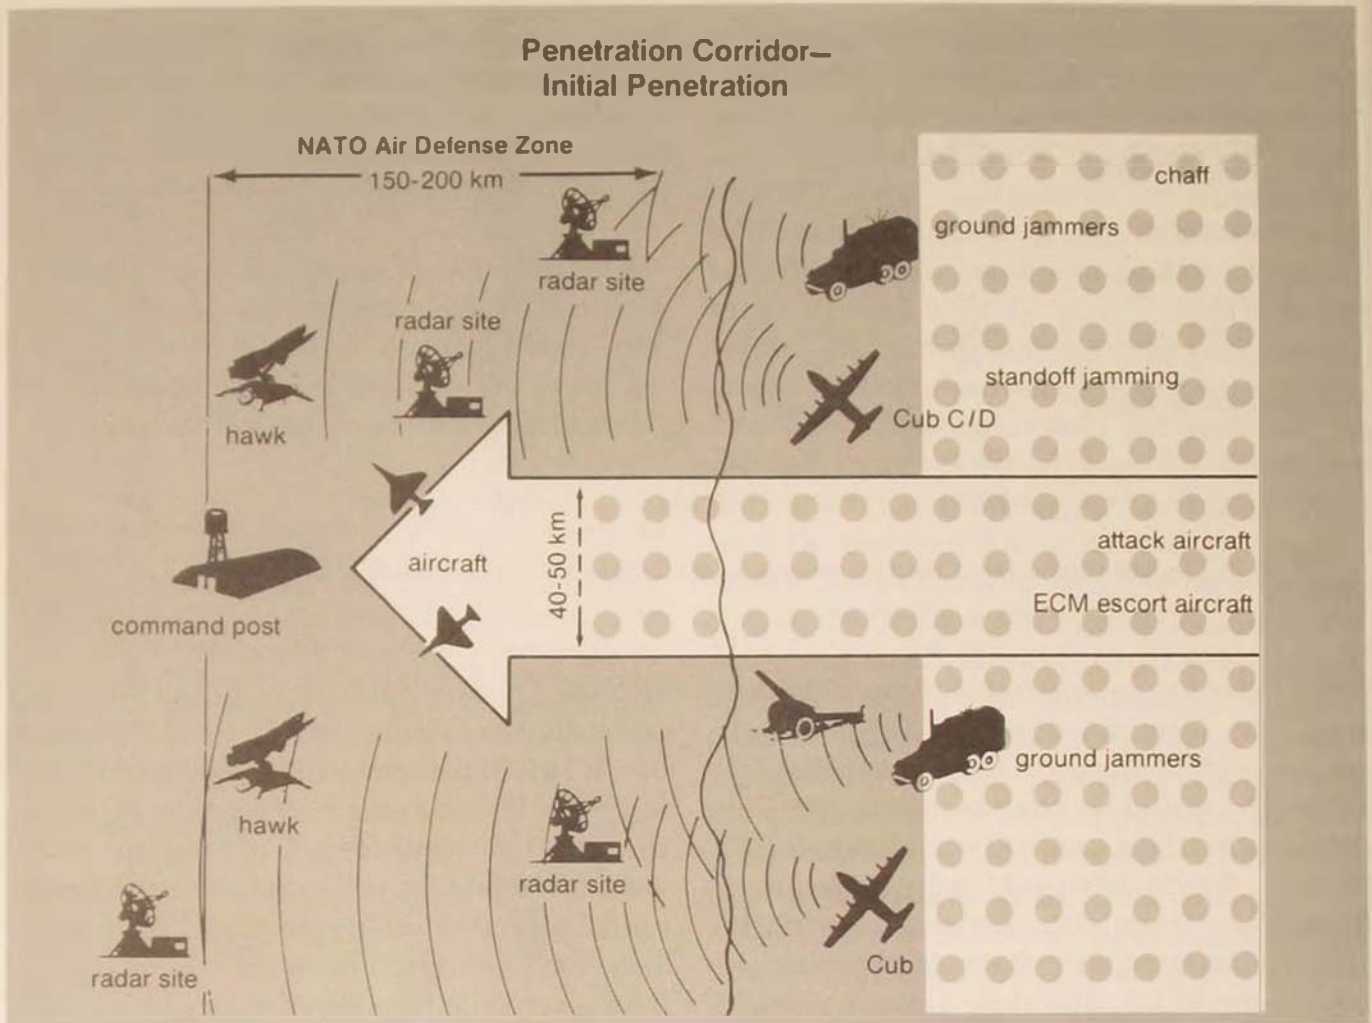 Penetration Corridor—
Initial Penetration
NATO Air Defense Zone
150-200 km
chaff
ground jammers
radar site
radar site
standoff jamming
Cub C/D
hawk
attack aircraft
aircraft
40-50 km
ECM escort aircraft
command post
ground jammers
hawk
radar site
Cub
radar site